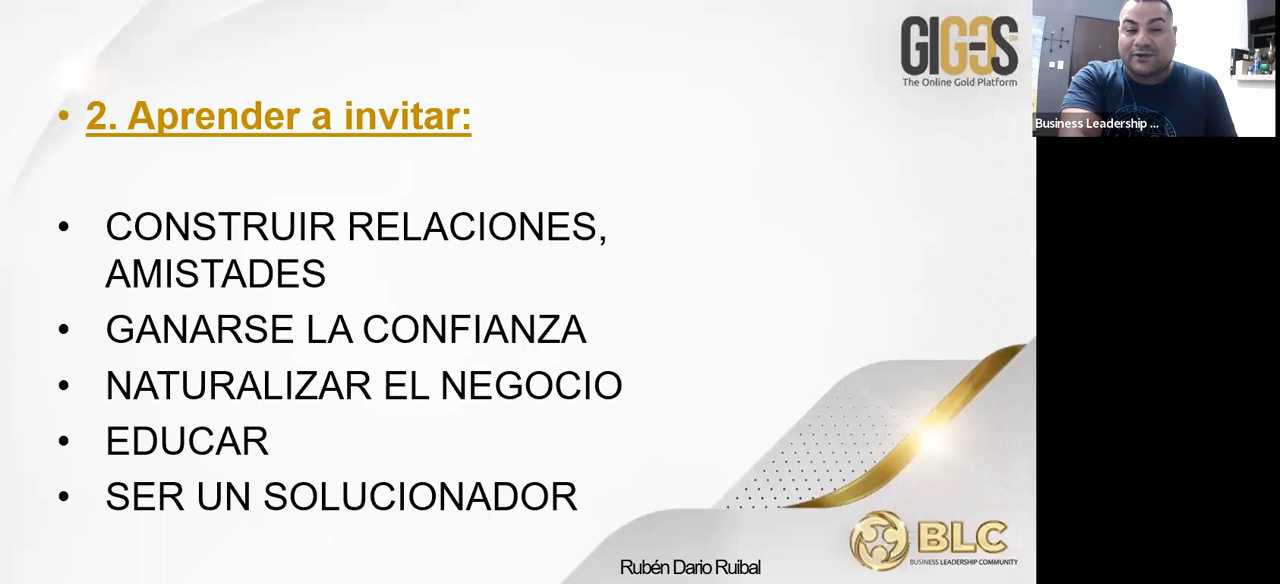 GIGOS
The Online Gold Platform
Business Leadership ...
• 2. Aprender a invitar:
• CONSTRUIR RELACIONES,
AMISTADES
• GANARSE LA CONFIANZA
• NATURALIZAR EL NEGOCIO
• EDUCAR
• SER UN SOLUCIONADOR
BLC
BUSINESS LEADERSHIP COMMUNITY
Rubén Dario Ruibal